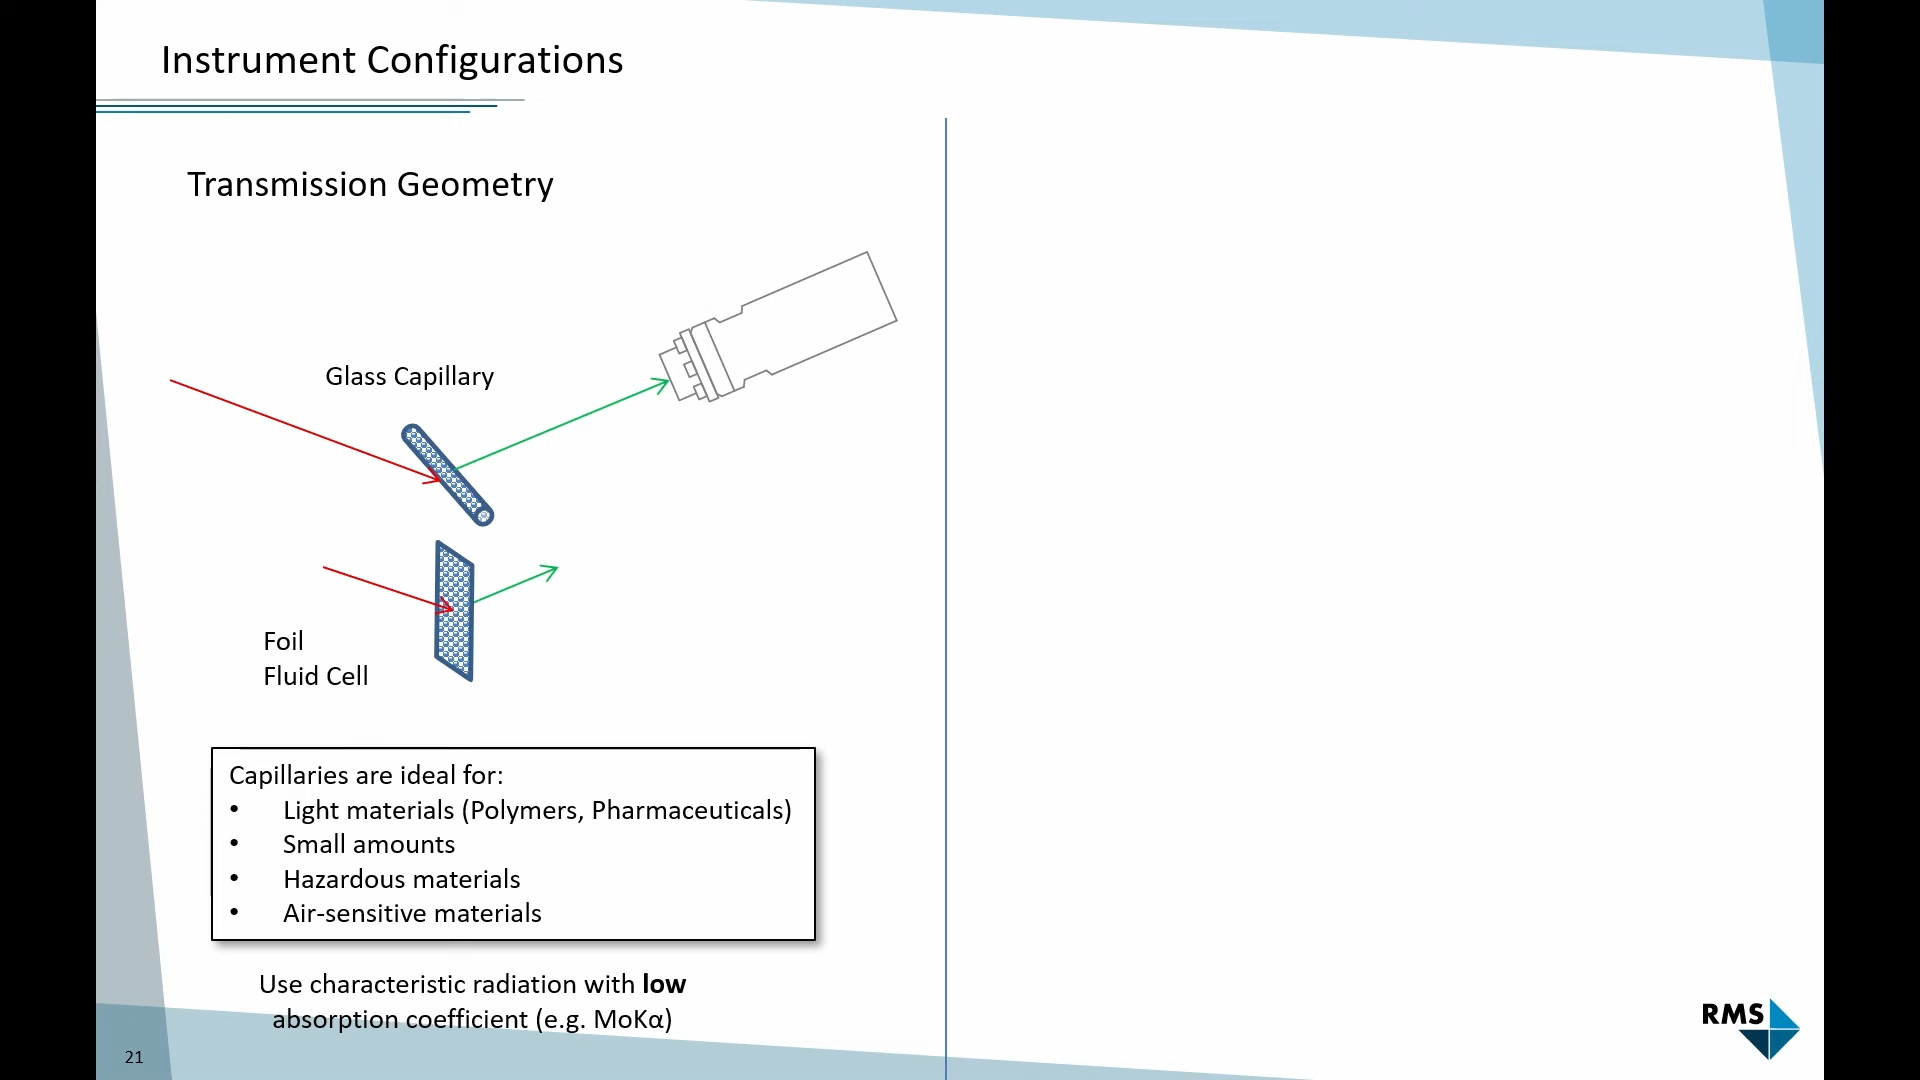 Instrument Configurations
Transmission Geometry
Glass Capillary
Foil
Fluid Cell
Capillaries are ideal for:
• Light materials (Polymers, Pharmaceuticals)
• Small amounts
• Hazardous materials
• Air-sensitive materials
Use characteristic radiation with low
absorption coefficient (e.g. MoKα)
RMS
21